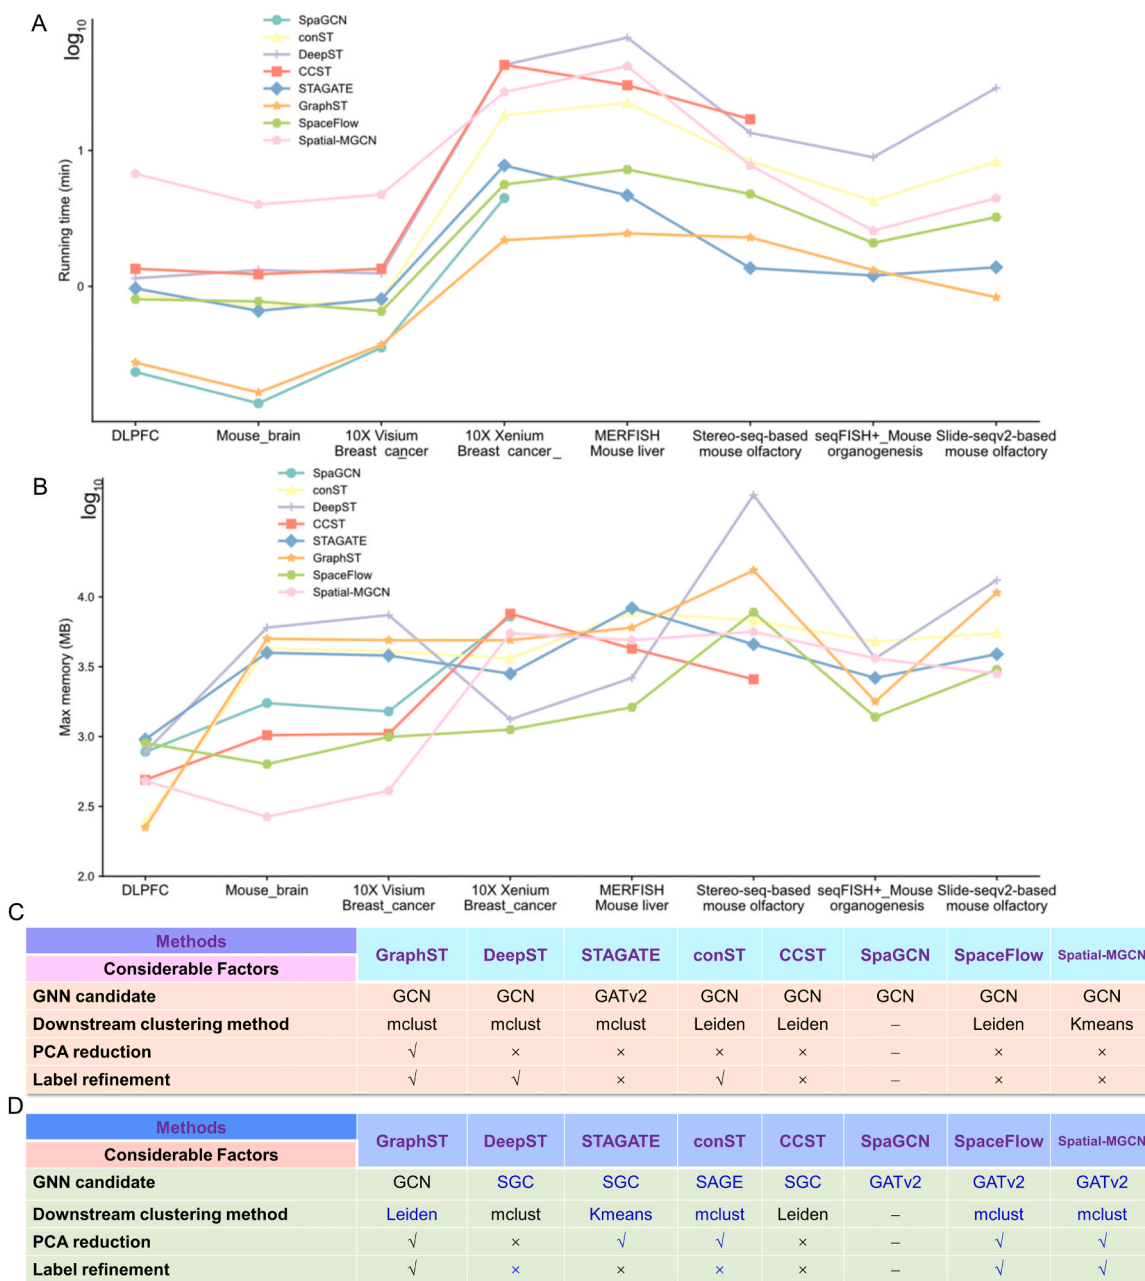 A
log10
SpaGCN
conST
DeepST
CCST
STAGATE
GraphST
SpaceFlow
Spatial-MGCN
Running time (min)
1
0
DLPFC Mouse_brain 10X Visium 10X Xenium MERFISH Stereo-seq-based seqFISH+_Mouse Slide-seqv2-based
Breast_cancer Breast_cancer_ Mouse liver mouse olfactory organogenesis mouse olfactory
B
log10
SpaGCN
conST
DeepST
CCST
STAGATE
GraphST
SpaceFlow
Spatial-MGCN
Max memory (MB)
4.0
3.5
3.0
2.5
2.0
DLPFC Mouse_brain 10X Visium 10X Xenium MERFISH Stereo-seq-based seqFISH+_Mouse Slide-seqv2-based
Breast_cancer Breast_cancer Mouse liver mouse olfactory organogenesis mouse olfactory
C
Methods GraphST DeepST STAGATE conST CCST SpaGCN SpaceFlow Spatial-MGCN
Considerable Factors
GNN candidate GCN GCN GATv2 GCN GCN GCN GCN GCN
Downstream clustering method mclust mclust mclust Leiden Leiden – Leiden Kmeans
PCA reduction √ × × × × – × ×
Label refinement √ √ × √ × – × ×
D
Methods GraphST DeepST STAGATE conST CCST SpaGCN SpaceFlow Spatial-MGCN
Considerable Factors
GNN candidate GCN SGC SGC SAGE SGC GATv2 GATv2 GATv2
Downstream clustering method Leiden mclust Kmeans mclust Leiden – mclust mclust
PCA reduction √ × √ √ × – √ √
Label refinement √ × × × × – √ √